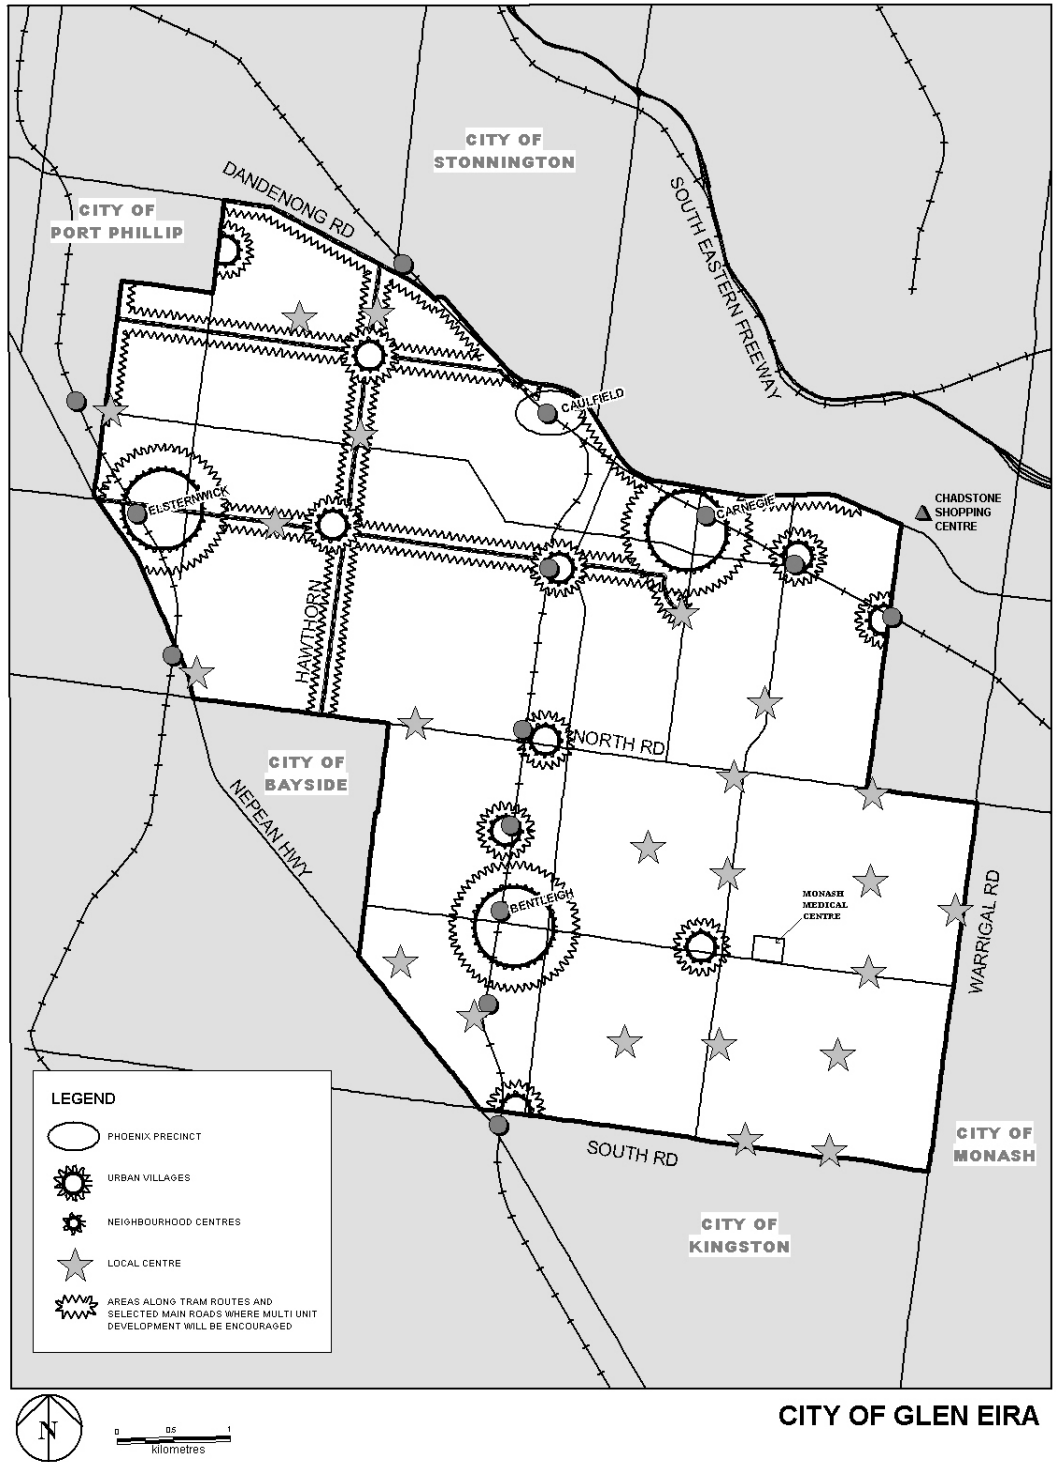 CITY OF
STONNINGTON
DANDENONG RD
CITY OF
PORT PHILLIP
SOUTH EASTERN FREEWAY
CAULFIELD
ELSTERNWICK
CARNEGIE
CHADSTONE
SHOPPING
CENTRE
HAWTHORN
NORTH RD
CITY OF
BAYSIDE
NEPEAN HWY
BENTLEIGH
MONASH
MEDICAL
CENTRE
WARRIGAL RD
LEGEND
PHOENIX PRECINCT
URBAN VILLAGES
NEIGHBOURHOOD CENTRES
LOCAL CENTRE
AREAS ALONG TRAM ROUTES AND
SELECTED MAIN ROADS WHERE MULTI UNIT
DEVELOPMENT WILL BE ENCOURAGED
SOUTH RD
CITY OF
MONASH
CITY OF
KINGSTON
N
0 0.5 1
kilometres
CITY OF GLEN EIRA